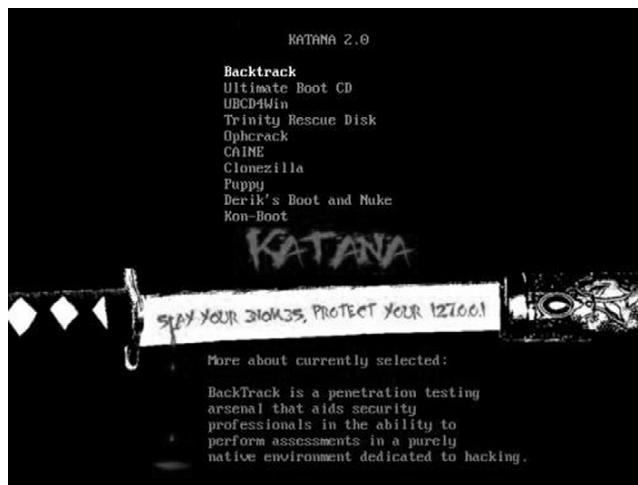 KATANA 2.0
Backtrack
Ultimate Boot CD
UBCD4Win
Trinity Rescue Disk
Ophcrack
CAINE
Clonezilla
Puppy
Derik's Boot and Nuke
Kon-Boot
KATANA
SLAY YOUR 3NOM35, PROTECT YOUR 127.0.0.1
More about currently selected:
BackTrack is a penetration testing
arsenal that aids security
professionals in the ability to
perform assessments in a purely
native environment dedicated to hacking.